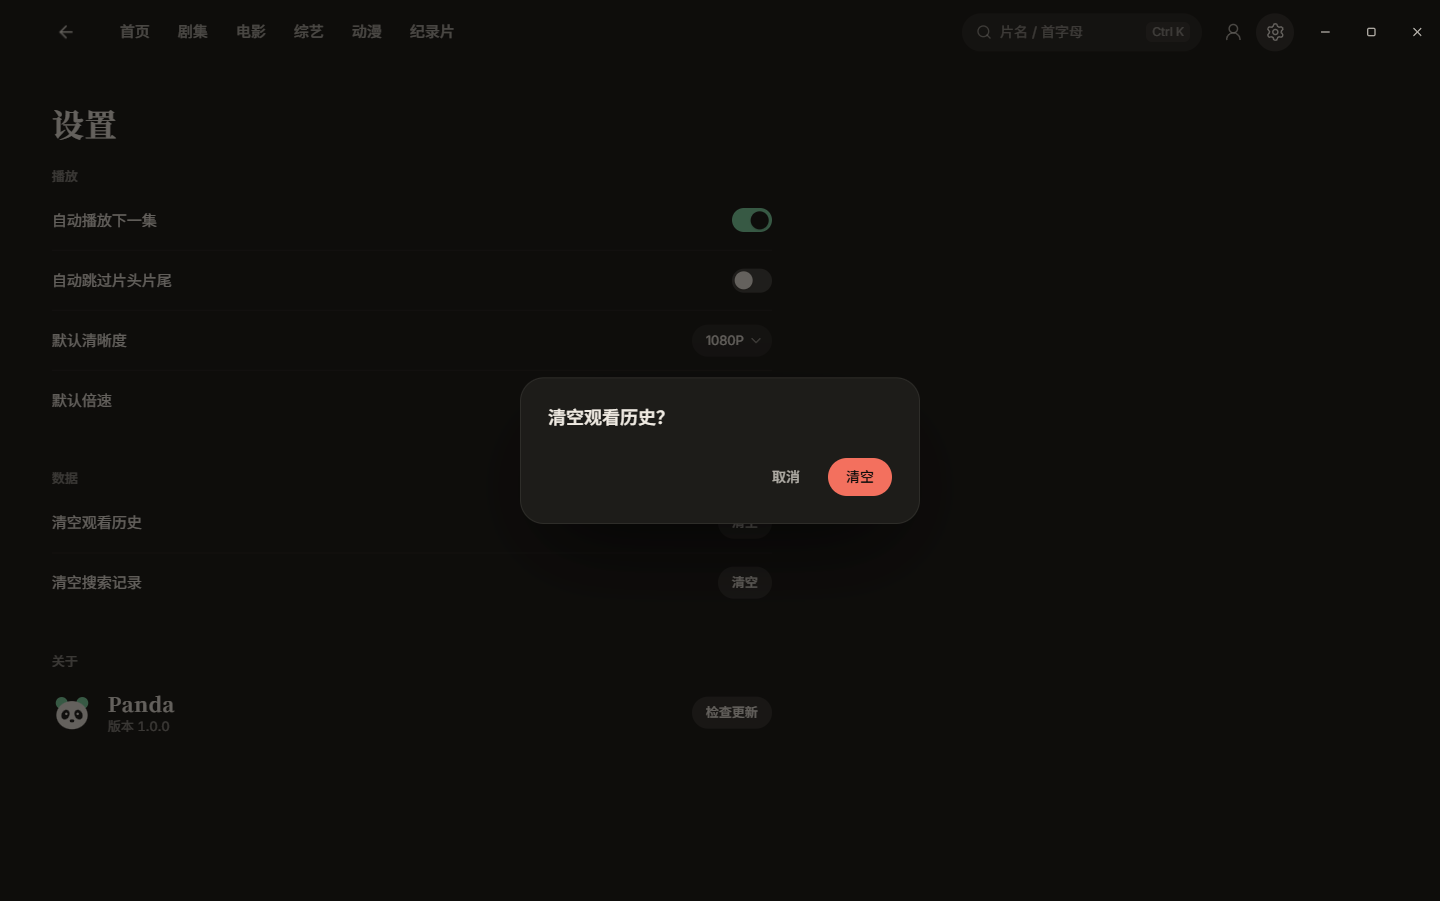 首页 剧集 电影 综艺 动漫 纪录片 片名 / 首字母 Ctrl K
设置
播放
自动播放下一集
自动跳过片头片尾
默认清晰度 1080P
默认倍速
清空观看历史？
取消 清空
数据
清空观看历史
清空搜索记录 清空
关于
Panda
版本 1.0.0
检查更新